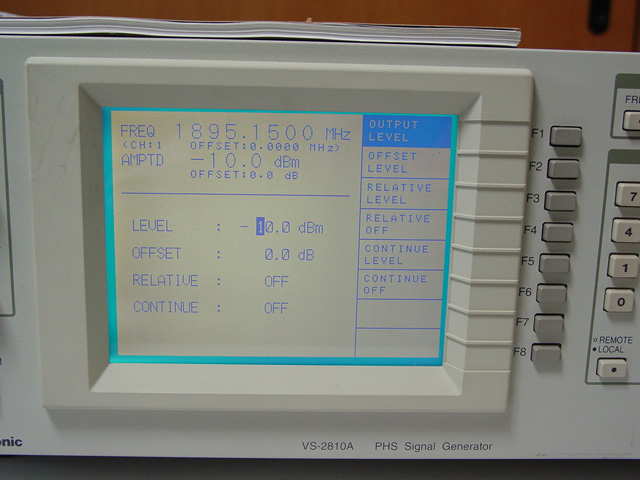 FREQ 1895.1500 MHz
<CH:1 OFFSET:0.0000 MHz>
AMPTD -10.0 dBm
OFFSET:0.0 dB
LEVEL : - 10.0 dBm
OFFSET : 0.0 dB
RELATIVE : OFF
CONTINUE : OFF
OUTPUT
LEVEL
OFFSET
LEVEL
RELATIVE
LEVEL
RELATIVE
OFF
CONTINUE
LEVEL
CONTINUE
OFF
F1
F2
F3
F4
F5
F6
F7
F8
7
4
1
0
REMOTE
LOCAL
VS-2810A PHS Signal Generator